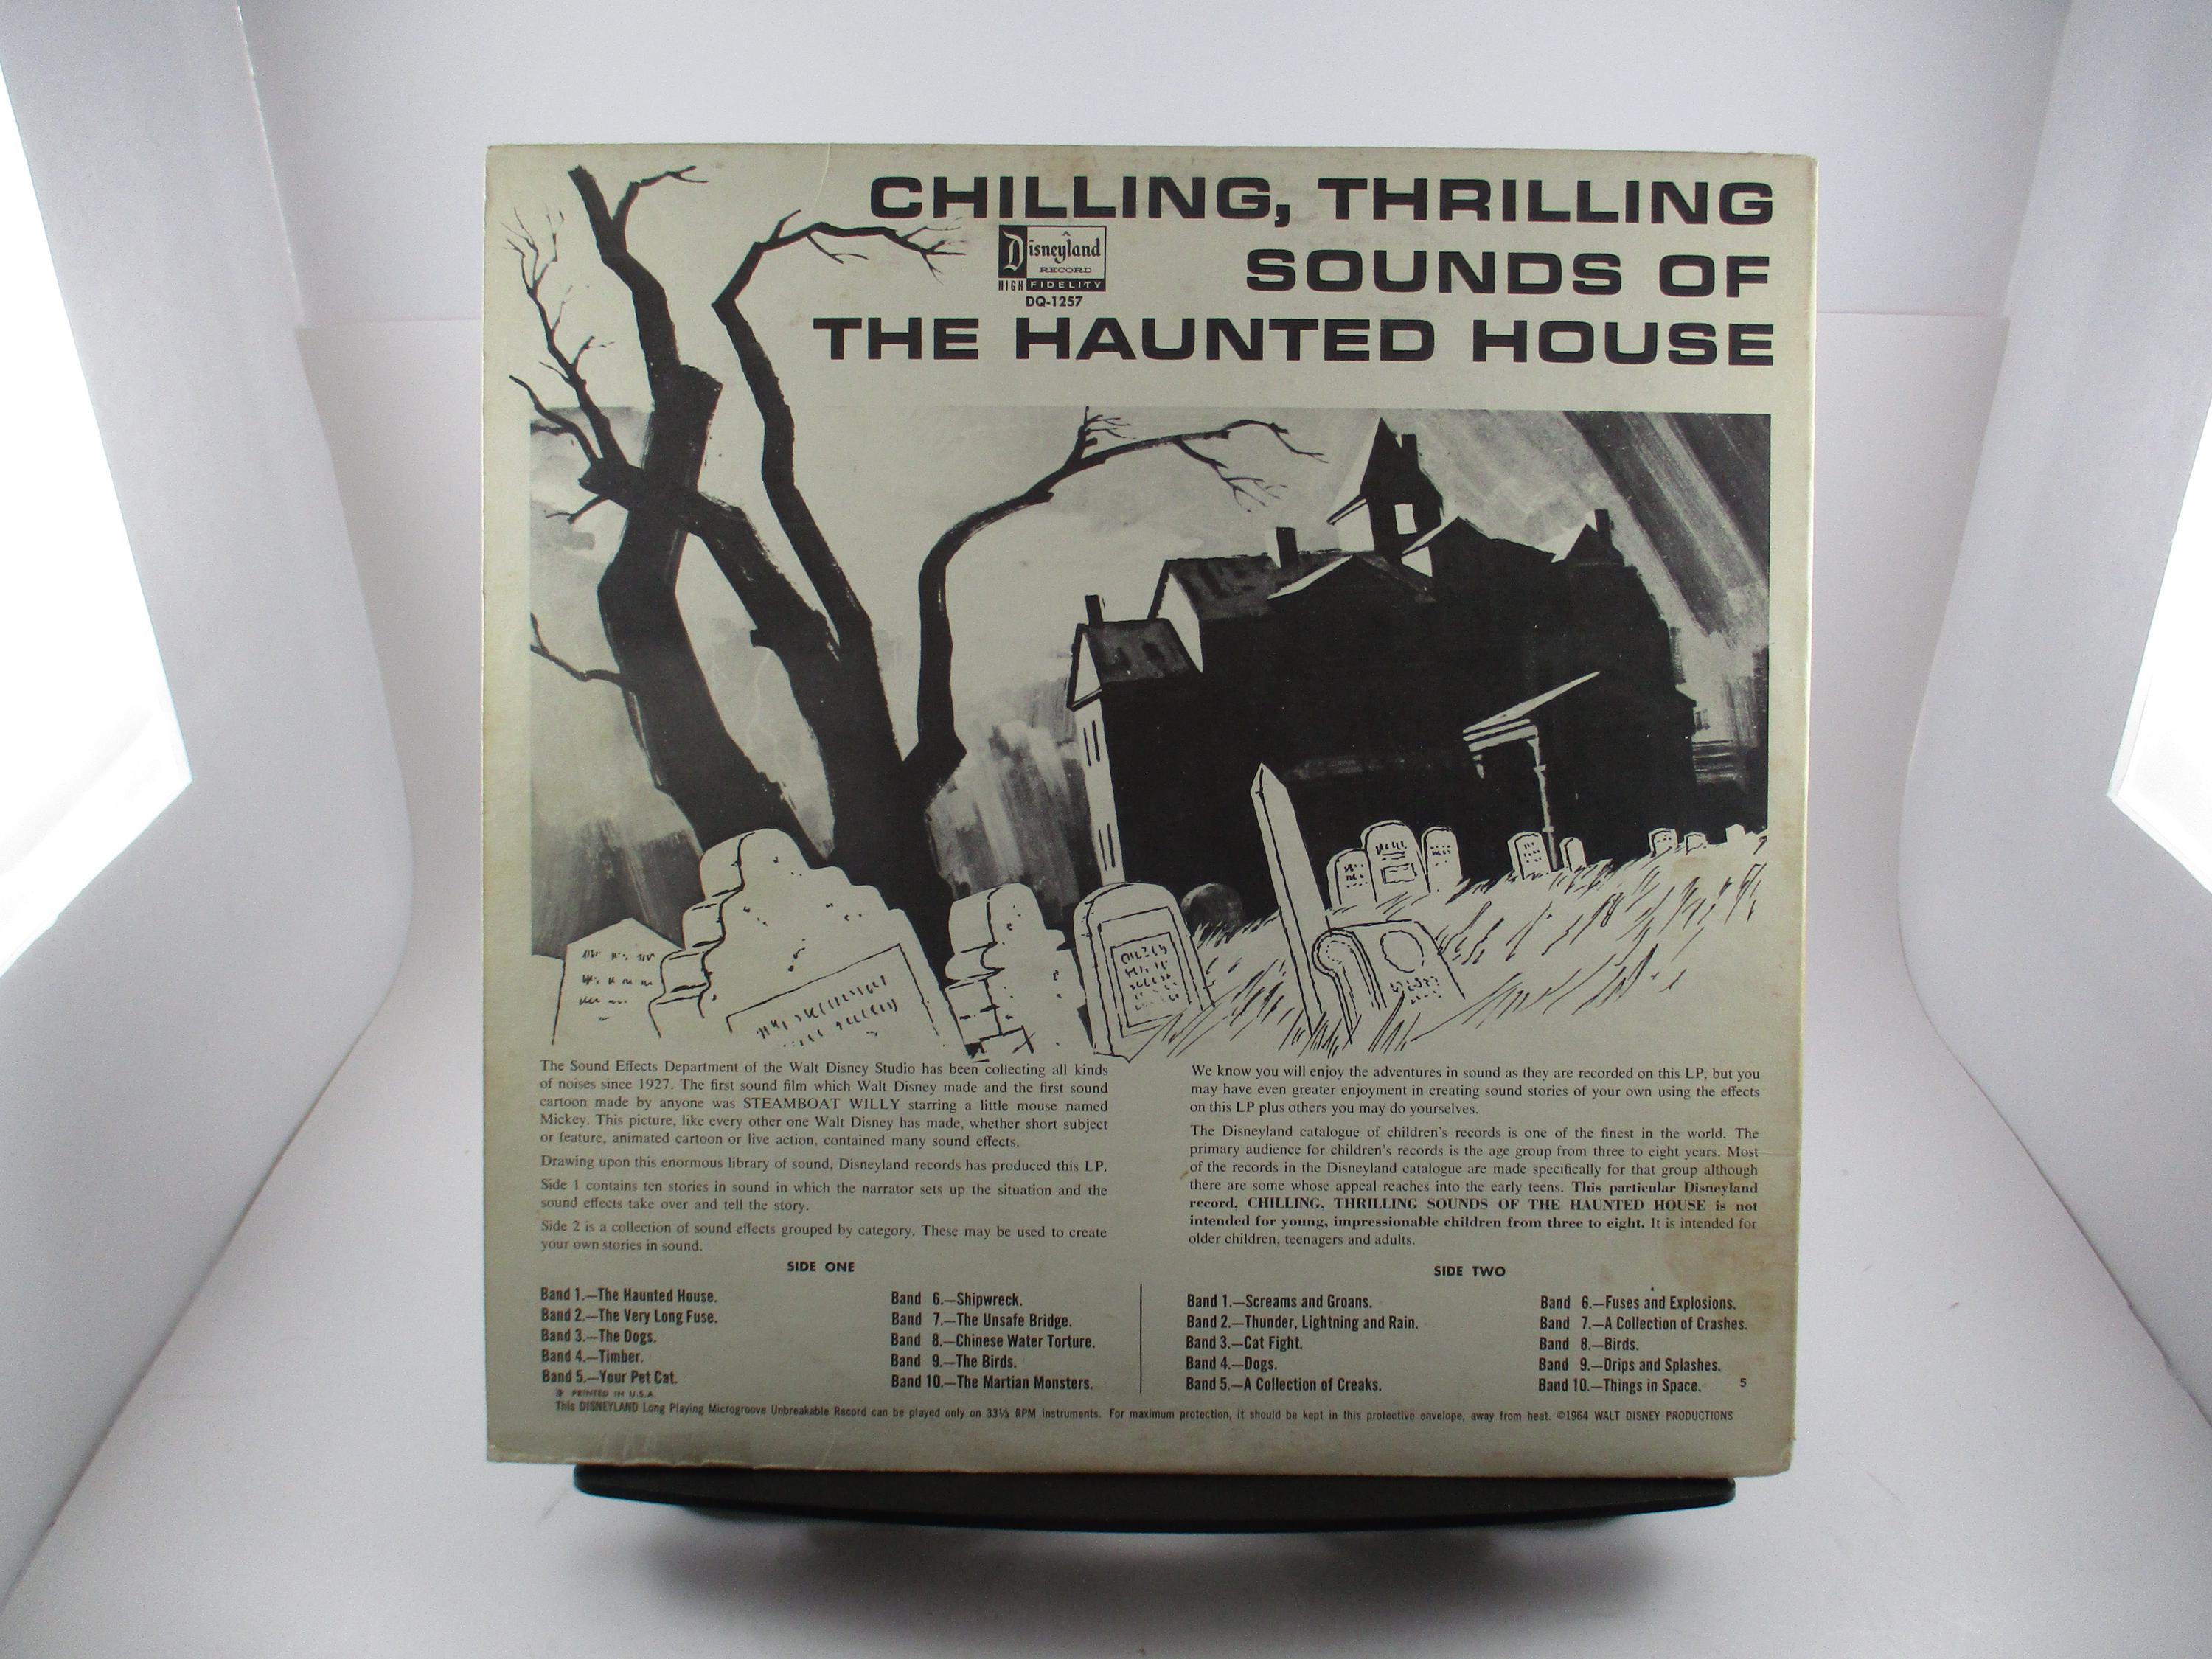 CHILLING, THRILLING
SOUNDS OF
THE HAUNTED HOUSE
Disneyland
RECORD
HIGH FIDELITY
DQ-1257
The Sound Effects Department of the Walt Disney Studio has been collecting all kinds
of noises since 1927. The first sound film which Walt Disney made and the first sound
cartoon made by anyone was STEAMBOAT WILLY starring a little mouse named
Mickey. This picture, like every other one Walt Disney has made, whether short subject
or feature, animated cartoon or live action, contained many sound effects.
Drawing upon this enormous library of sound, Disneyland records has produced this LP.
Side 1 contains ten stories in sound in which the narrator sets up the situation and the
sound effects take over and tell the story.
Side 2 is a collection of sound effects grouped by category. These may be used to create
your own stories in sound.
We know you will enjoy the adventures in sound as they are recorded on this LP, but you
may have even greater enjoyment in creating sound stories of your own using the effects
on this LP plus others you may do yourselves.
The Disneyland catalogue of children's records is one of the finest in the world. The
primary audience for children's records is the age group from three to eight years. Most
of the records in the Disneyland catalogue are made specifically for that group although
there are some whose appeal reaches into the early teens. This particular Disneyland
record, CHILLING, THRILLING SOUNDS OF THE HAUNTED HOUSE is not
intended for young, impressionable children from three to eight. It is intended for
older children, teenagers and adults.
SIDE ONE
Band 1.—The Haunted House.
Band 2.—The Very Long Fuse.
Band 3.—The Dogs.
Band 4.—Timber.
Band 5.—Your Pet Cat.
Band 6.—Shipwreck.
Band 7.—The Unsafe Bridge.
Band 8.—Chinese Water Torture.
Band 9.—The Birds.
Band 10.—The Martian Monsters.
SIDE TWO
Band 1.—Screams and Groans.
Band 2.—Thunder, Lightning and Rain.
Band 3.—Cat Fight.
Band 4.—Dogs.
Band 5.—A Collection of Creaks.
Band 6.—Fuses and Explosions.
Band 7.—A Collection of Crashes.
Band 8.—Birds.
Band 9.—Drips and Splashes.
Band 10.—Things in Space.
5
PRINTED IN U.S.A.
This DISNEYLAND Long Playing Microgroove Unbreakable Record can be played only on 33⅓ RPM instruments. For maximum protection, it should be kept in this protective envelope, away from heat. ©1964 WALT DISNEY PRODUCTIONS